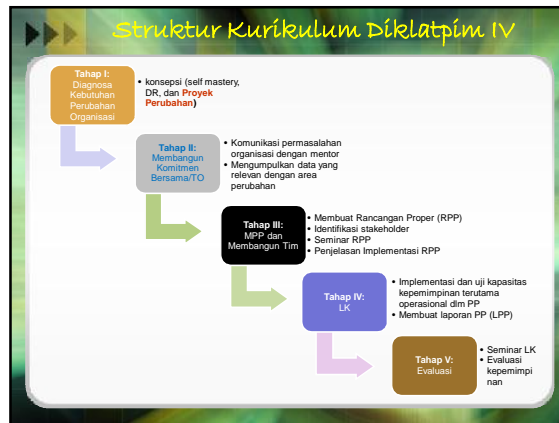 Struktur Kurikulum Diklatpim IV
Tahap I:
Diagnosa
Kebutuhan
Perubahan
Organisasi
• konsepsi (self mastery,
DR, dan Proyek
Perubahan)
Tahap II:
Membangun
Komitmen
Bersama/TO
• Komunikasi permasalahan
organisasi dengan mentor
• Mengumpulkan data yang
relevan dengan area
perubahan
Tahap III:
MPP dan
Membangun Tim
• Membuat Rancangan Proper (RPP)
• Identifikasi stakeholder
• Seminar RPP
• Penjelasan Implementasi RPP
Tahap IV:
LK
• Implementasi dan uji kapasitas
kepemimpinan terutama
operasional dlm PP
• Membuat laporan PP (LPP)
Tahap V:
Evaluasi
• Seminar LK
• Evaluasi
kepemimpi
nan